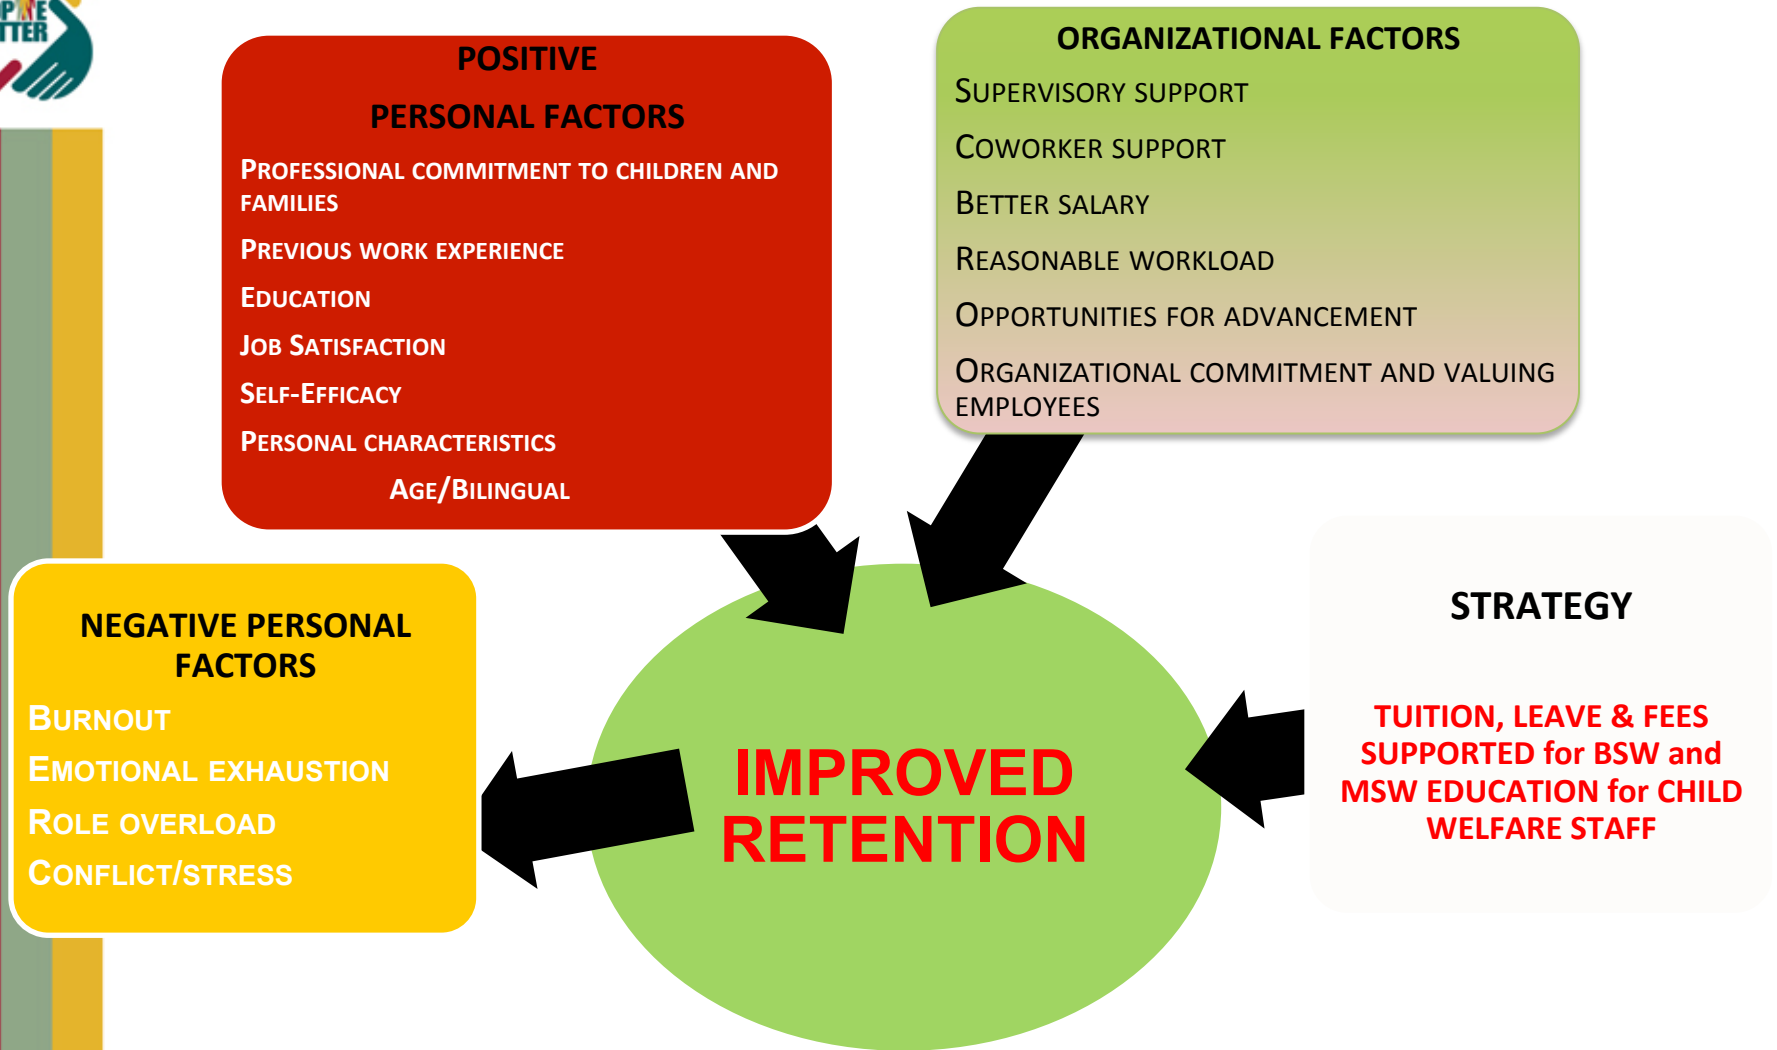 TTER
POSITIVE
PERSONAL FACTORS
PROFESSIONAL COMMITMENT TO CHILDREN AND
FAMILIES
PREVIOUS WORK EXPERIENCE
EDUCATION
JOB SATISFACTION
SELF-EFFICACY
PERSONAL CHARACTERISTICS
AGE/BILINGUAL
ORGANIZATIONAL FACTORS
SUPERVISORY SUPPORT
COWORKER SUPPORT
BETTER SALARY
REASONABLE WORKLOAD
OPPORTUNITIES FOR ADVANCEMENT
ORGANIZATIONAL COMMITMENT AND VALUING
EMPLOYEES
NEGATIVE PERSONAL
FACTORS
BURNOUT
EMOTIONAL EXHAUSTION
ROLE OVERLOAD
CONFLICT/STRESS
IMPROVED
RETENTION
STRATEGY
TUITION, LEAVE & FEES
SUPPORTED for BSW and
MSW EDUCATION for CHILD
WELFARE STAFF